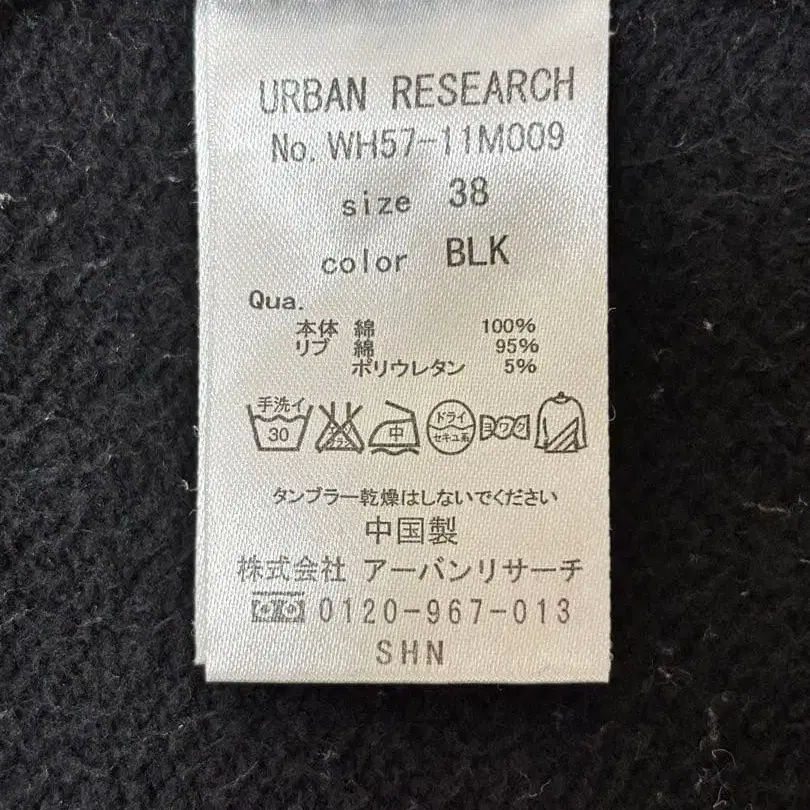 URBAN RESEARCH
No. WH57-11M009
size 38
color BLK
Qua.
本体 綿 100%
リブ 綿 95%
ポリウレタン 5%
手洗イ
30
中
ドライ
セキユ系
ヨワク
タンブラー乾燥はしないでください
中国製
株式会社 アーバンリサーチ
0120-967-013
SHN